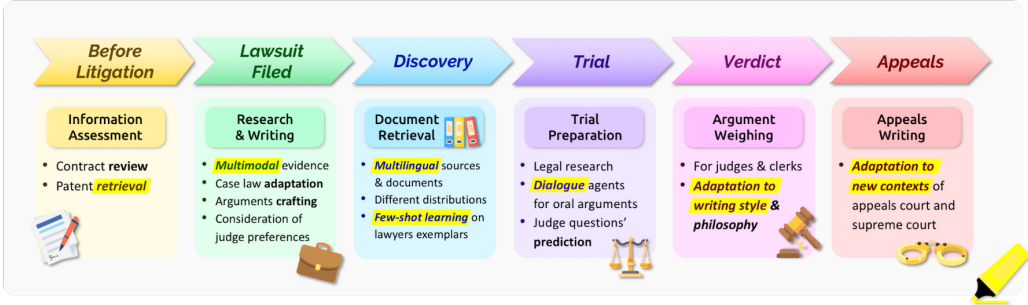 Before
Litigation
Lawsuit
Filed
Discovery
Trial
Verdict
Appeals
Information
Assessment
• Contract review
• Patent retrieval
Research
& Writing
• Multimodal evidence
• Case law adaptation
• Arguments crafting
• Consideration of
judge preferences
Document
Retrieval
• Multilingual sources
& documents
• Different distributions
• Few-shot learning on
lawyers exemplars
Trial
Preparation
• Legal research
• Dialogue agents
for oral arguments
• Judge questions’
prediction
Argument
Weighing
• For judges & clerks
• Adaptation to
writing style &
philosophy
Appeals
Writing
• Adaptation to
new contexts of
appeals court and
supreme court